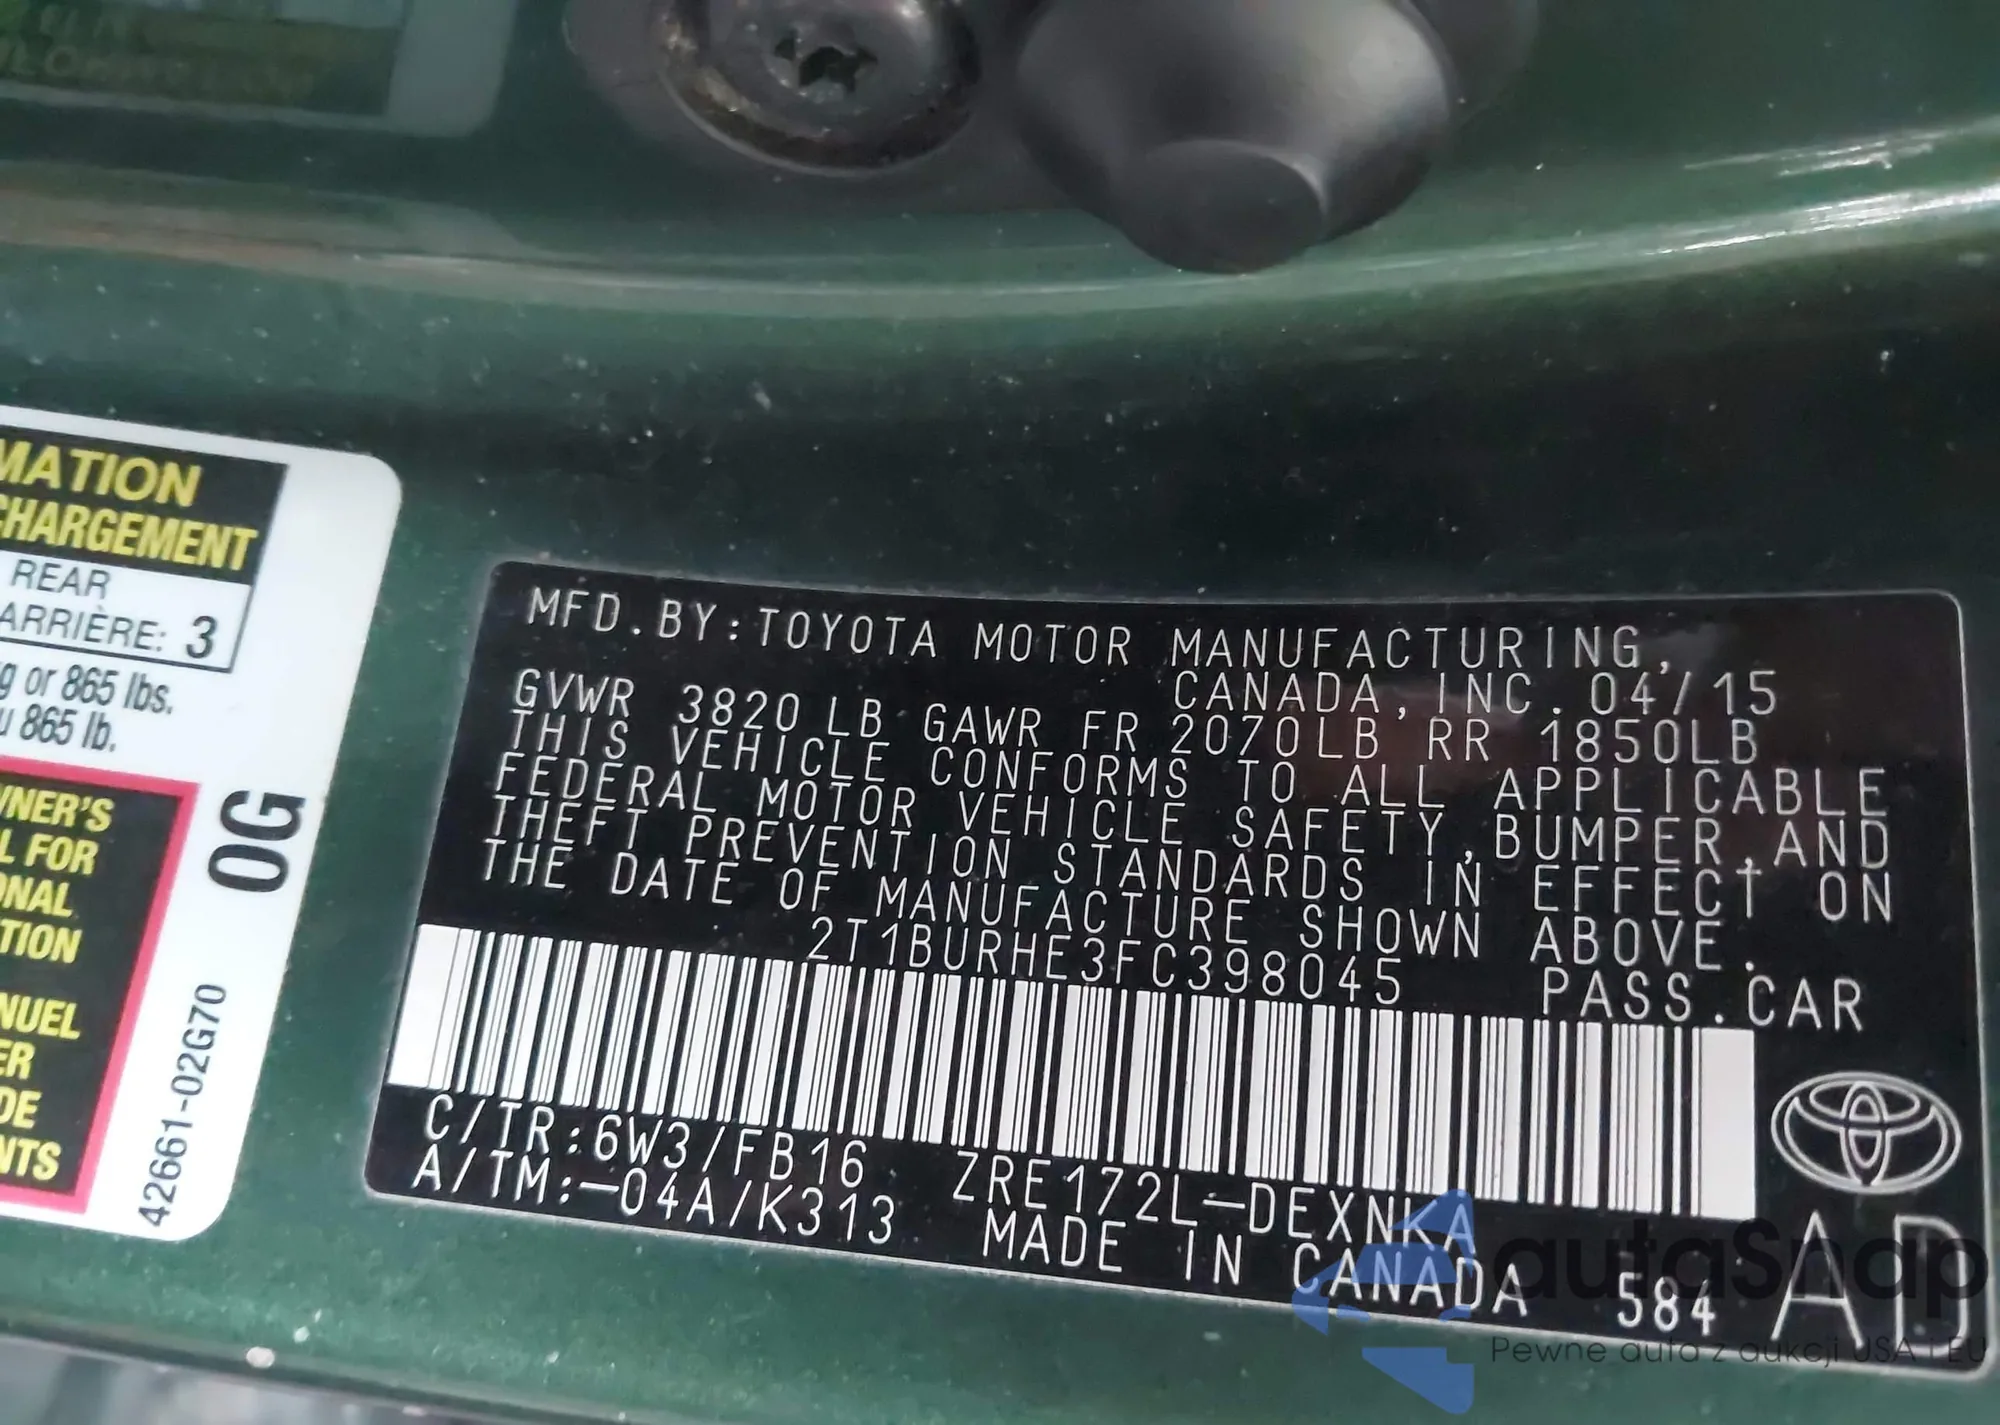 MATION
CHARGEMENT
REAR
ARRIÈRE: 3
g or 865 lbs.
u 865 lb.
WNER'S
L FOR
ONAL
TION
NUEL
ER
DE
NTS
0G
42661-02G70
MFD.BY:TOYOTA MOTOR MANUFACTURING,
CANADA,INC. 04/15
GVWR 3820LB GAWR FR 2070LB RR 1850LB
THIS VEHICLE CONFORMS TO ALL APPLICABLE
FEDERAL MOTOR VEHICLE SAFETY,BUMPER,AND
THEFT PREVENTION STANDARDS IN EFFECT ON
THE DATE OF MANUFACTURE SHOWN ABOVE.
2T1BURHE3FC398045 PASS.CAR
C/TR:6W3/FB16 ZRE172L-DEXNKA
A/TM:-04A/K313 MADE IN CANADA 584 AD
autaSnap
Pewne auta z aukcji USA i EU